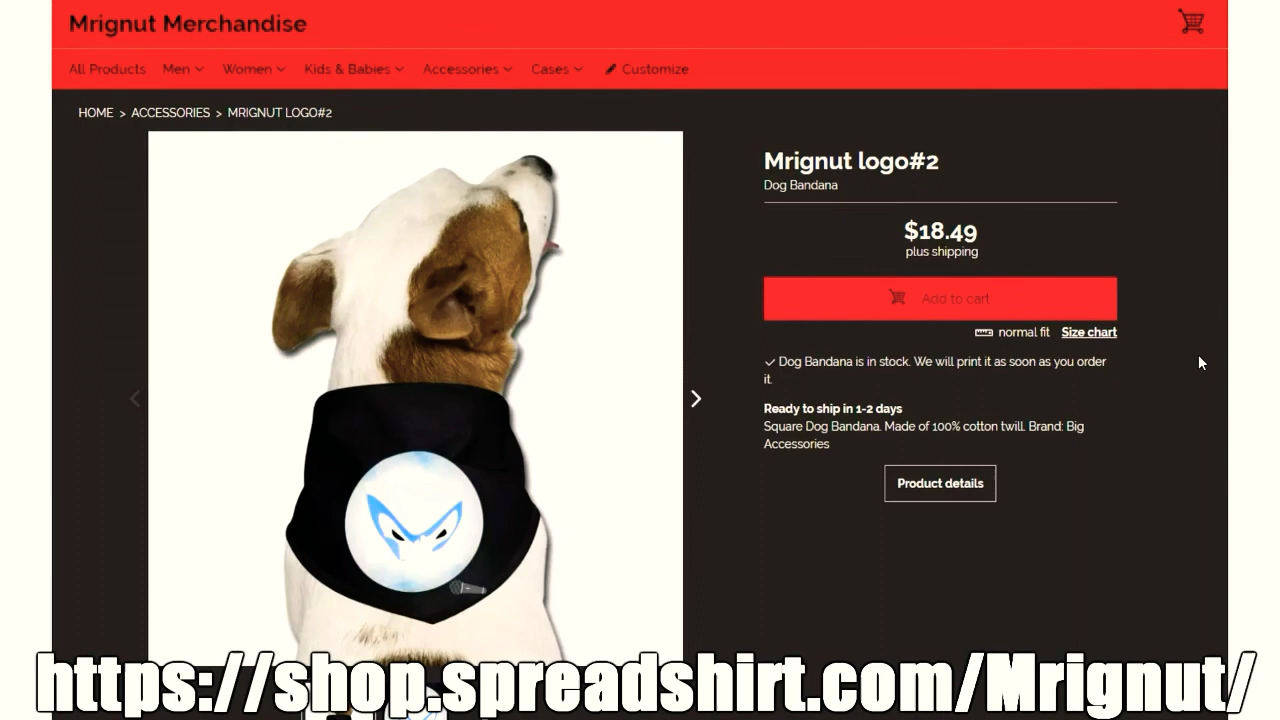 Mrignut Merchandise
All Products Men Women Kids & Babies Accessories Cases Customize
HOME > ACCESSORIES > MRIGNUT LOGO#2
Mrignut logo#2
Dog Bandana
$18.49
plus shipping
Add to cart
normal fit Size chart
Dog Bandana is in stock. We will print it as soon as you order
it.
Ready to ship in 1-2 days
Square Dog Bandana. Made of 100% cotton twill. Brand: Big
Accessories
Product details
https://shop.spreadshirt.com/Mrignut/